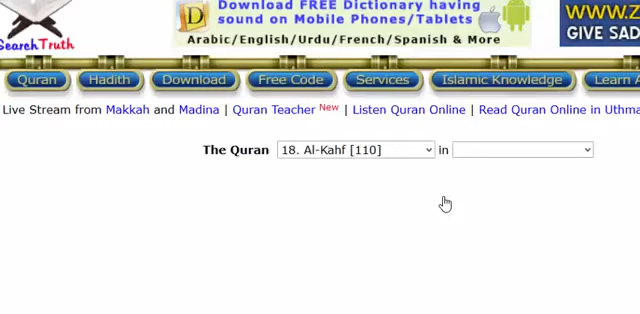 Download FREE Dictionary having
sound on Mobile Phones/Tablets
Arabic/English/Urdu/French/Spanish & More
WWW.Z
GIVE SAD
SearchTruth
Quran Hadith Download Free Code Services Islamic Knowledge Learn A
Live Stream from Makkah and Madina | Quran Teacher New | Listen Quran Online | Read Quran Online in Uthma
The Quran 18. Al-Kahf [110] in